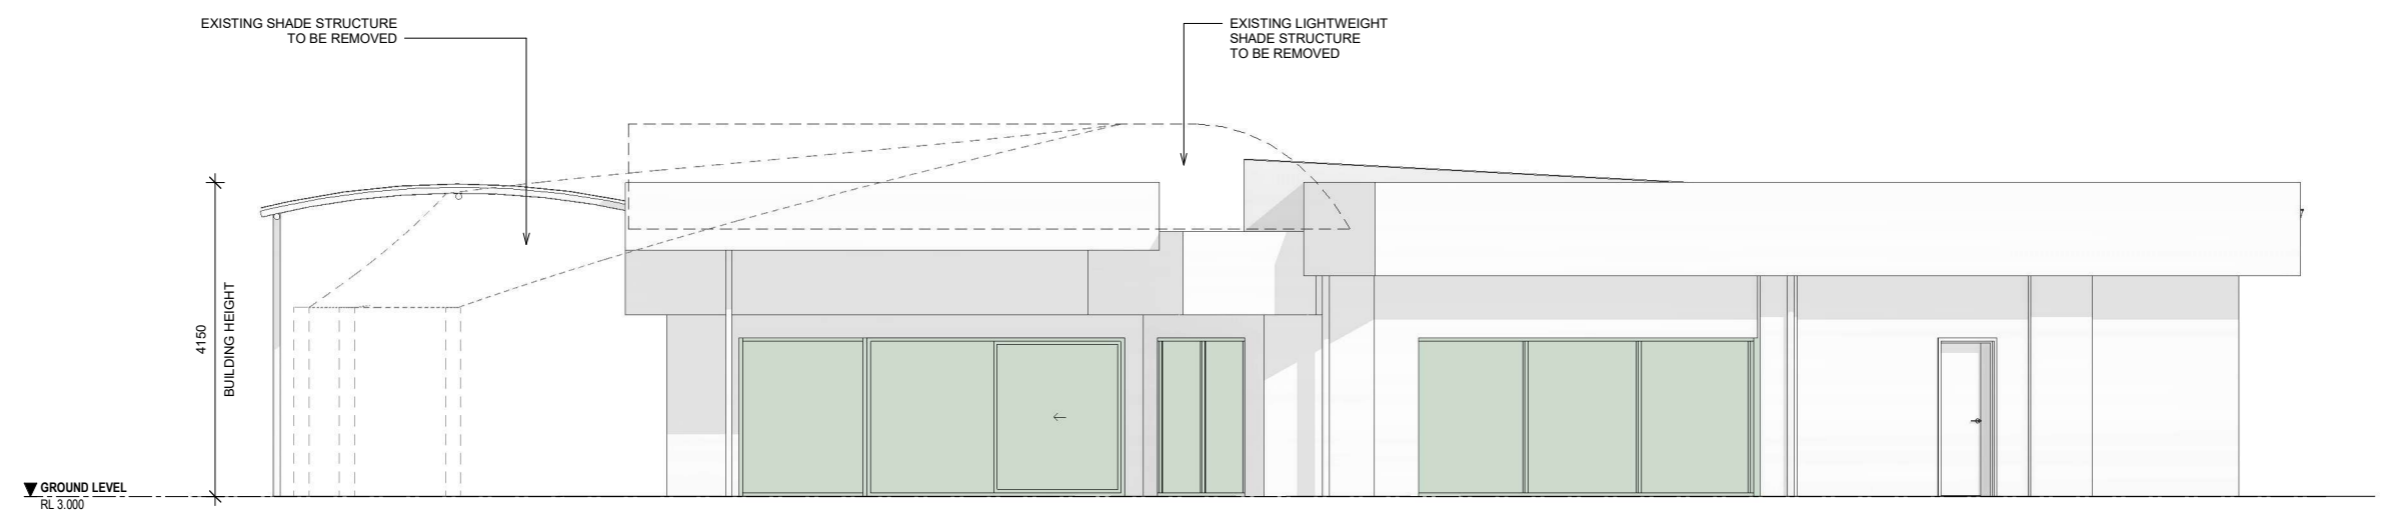 EXISTING SHADE STRUCTURE
TO BE REMOVED
EXISTING LIGHTWEIGHT
SHADE STRUCTURE
TO BE REMOVED
4150
BUILDING HEIGHT
GROUND LEVEL
RL 3.000